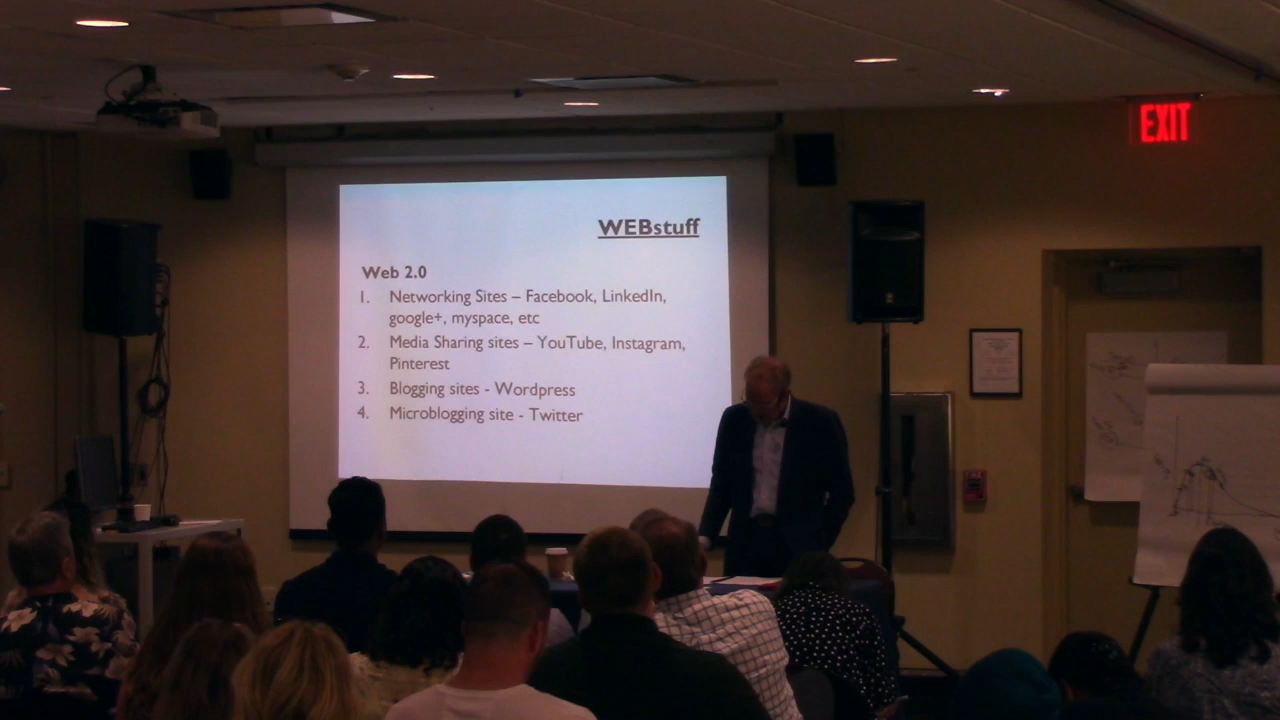 EXIT
WEBstuff
Web 2.0
1. Networking Sites – Facebook, LinkedIn,
google+, myspace, etc
2. Media Sharing sites – YouTube, Instagram,
Pinterest
3. Blogging sites - Wordpress
4. Microblogging site - Twitter